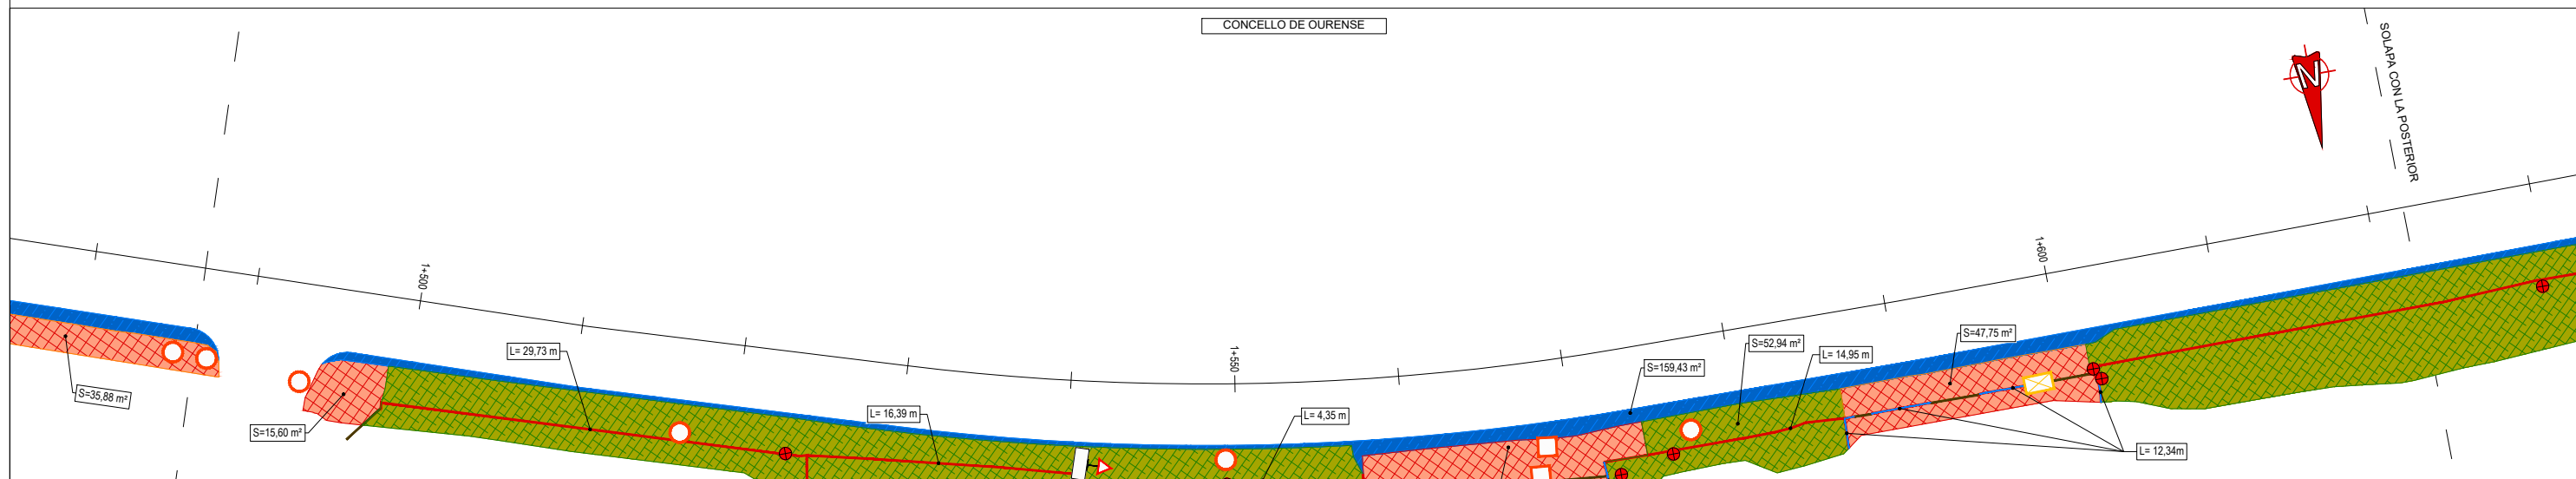 CONCELLO DE OURENSE
SOLAPA CON LA POSTERIOR
N
1+500
1+550
1+600
S=35,88 m²
S=15,60 m²
L= 29,73 m
L= 16,39 m
L= 4,35 m
S=159,43 m²
S=52,94 m²
L= 14,95 m
S=47,75 m²
L= 12,34m